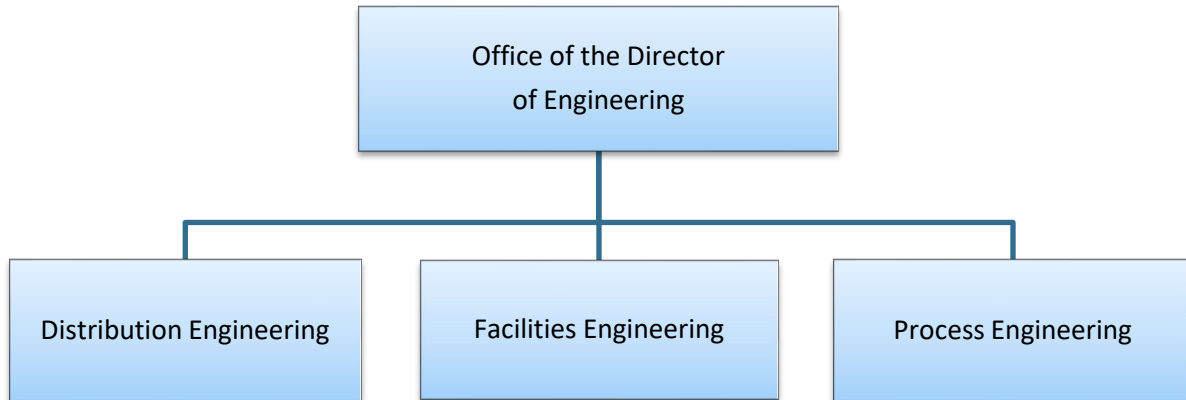 Office of the Director
of Engineering
Distribution Engineering
Facilities Engineering
Process Engineering